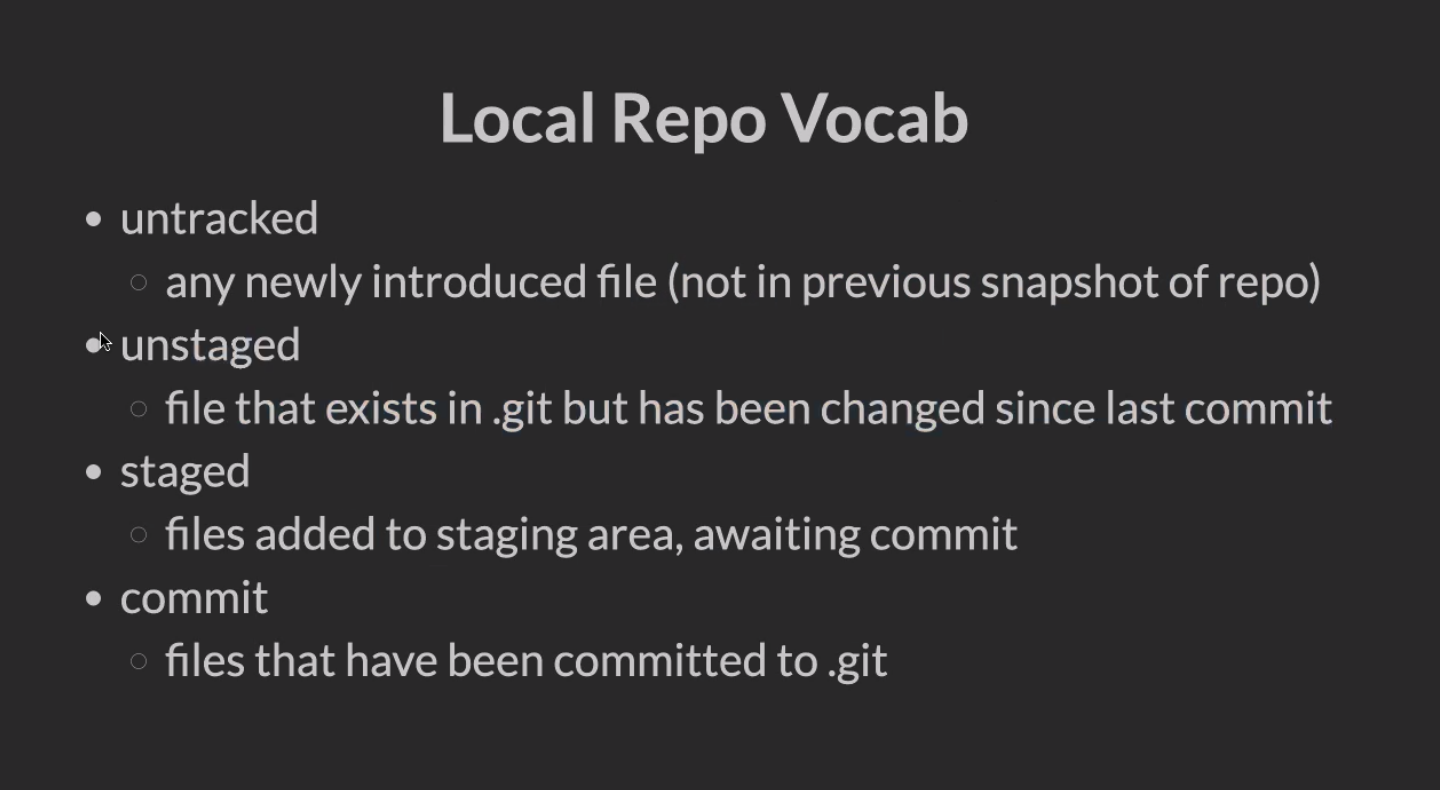 Local Repo Vocab
untracked
any newly introduced file (not in previous snapshot of repo)
unstaged
file that exists in .git but has been changed since last commit
staged
files added to staging area, awaiting commit
commit
files that have been committed to .git